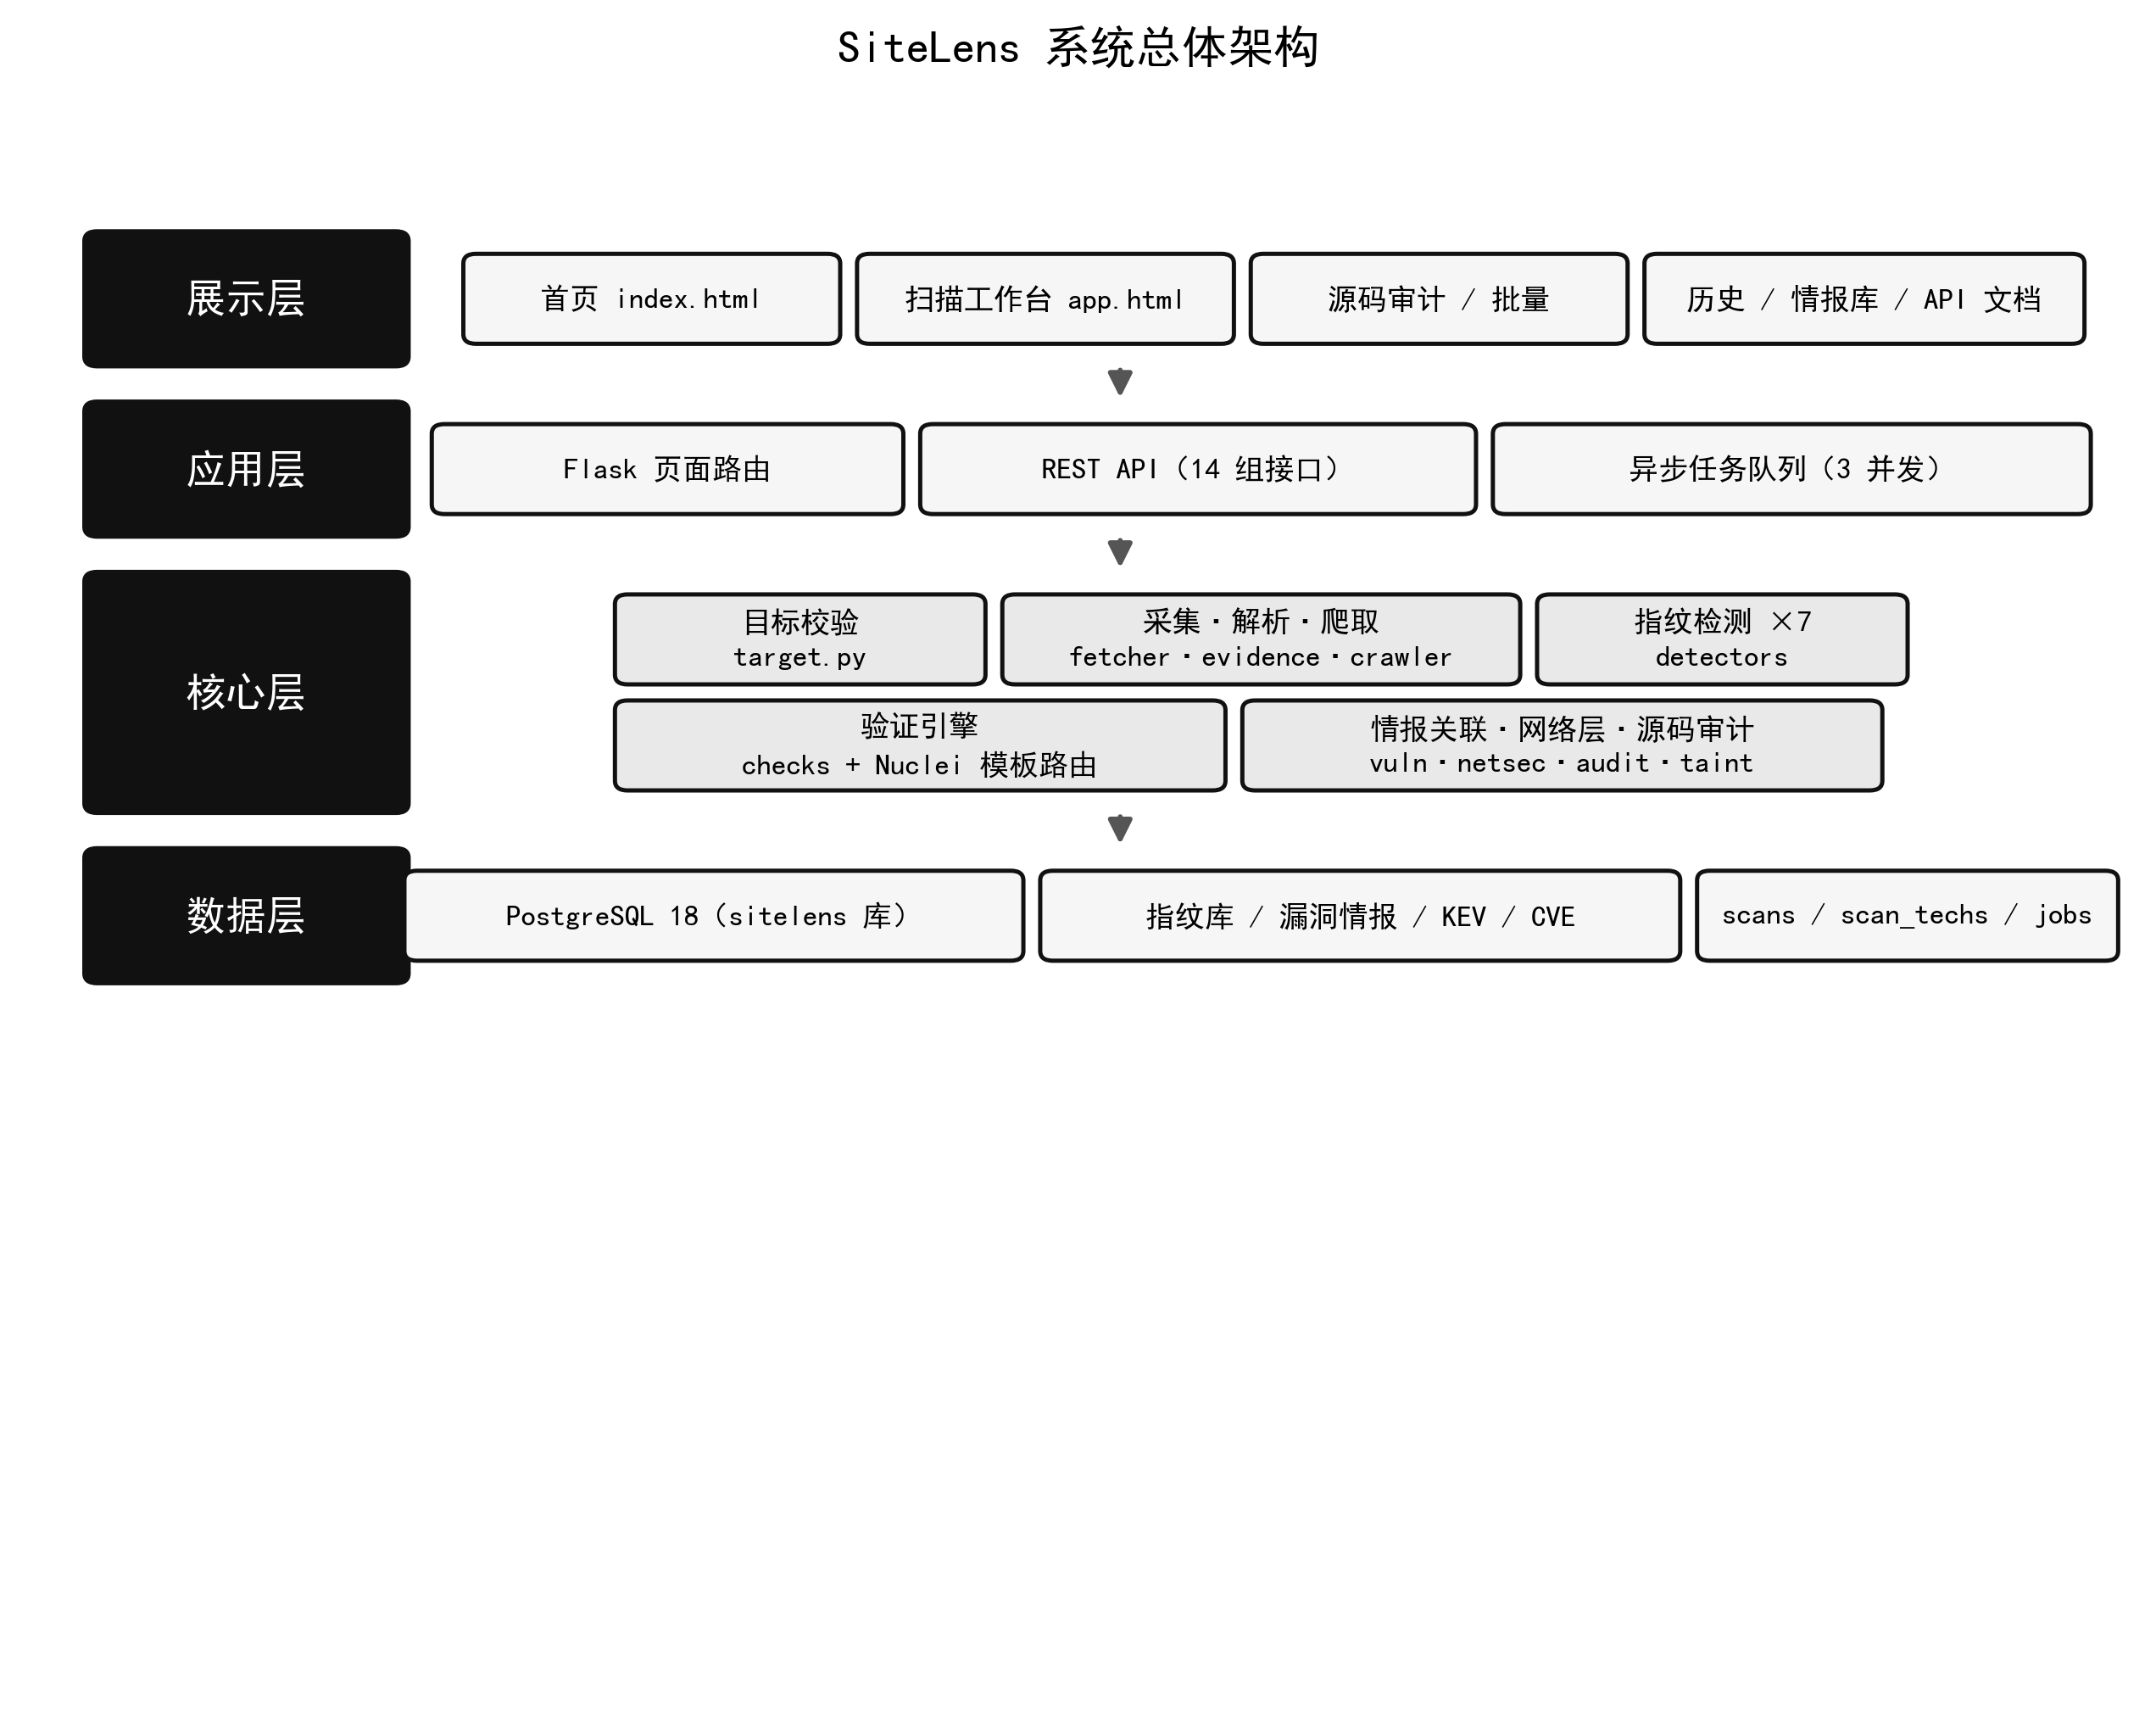 SiteLens 系统总体架构
展示层
首页 index.html
扫描工作台 app.html
源码审计 / 批量
历史 / 情报库 / API 文档
应用层
Flask 页面路由
REST API（14 组接口）
异步任务队列（3 并发）
核心层
目标校验
target.py
采集·解析·爬取
fetcher·evidence·crawler
指纹检测 ×7
detectors
验证引擎
checks + Nuclei 模板路由
情报关联·网络层·源码审计
vuln·netsec·audit·taint
数据层
PostgreSQL 18（sitelens 库）
指纹库 / 漏洞情报 / KEV / CVE
scans / scan_techs / jobs